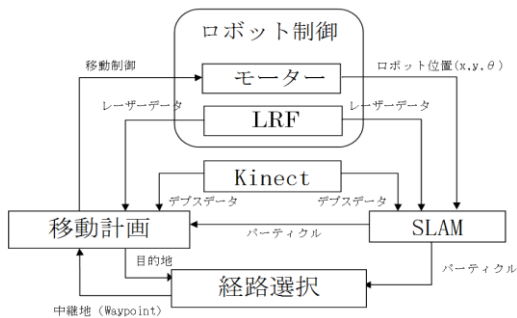 ロボット制御
移動制御
モーター
ロボット位置(x,y,θ)
レーザーデータ
LRF
レーザーデータ
Kinect
デプスデータ
デプスデータ
移動計画
パーティクル
SLAM
目的地
経路選択
パーティクル
中継地（Waypoint）